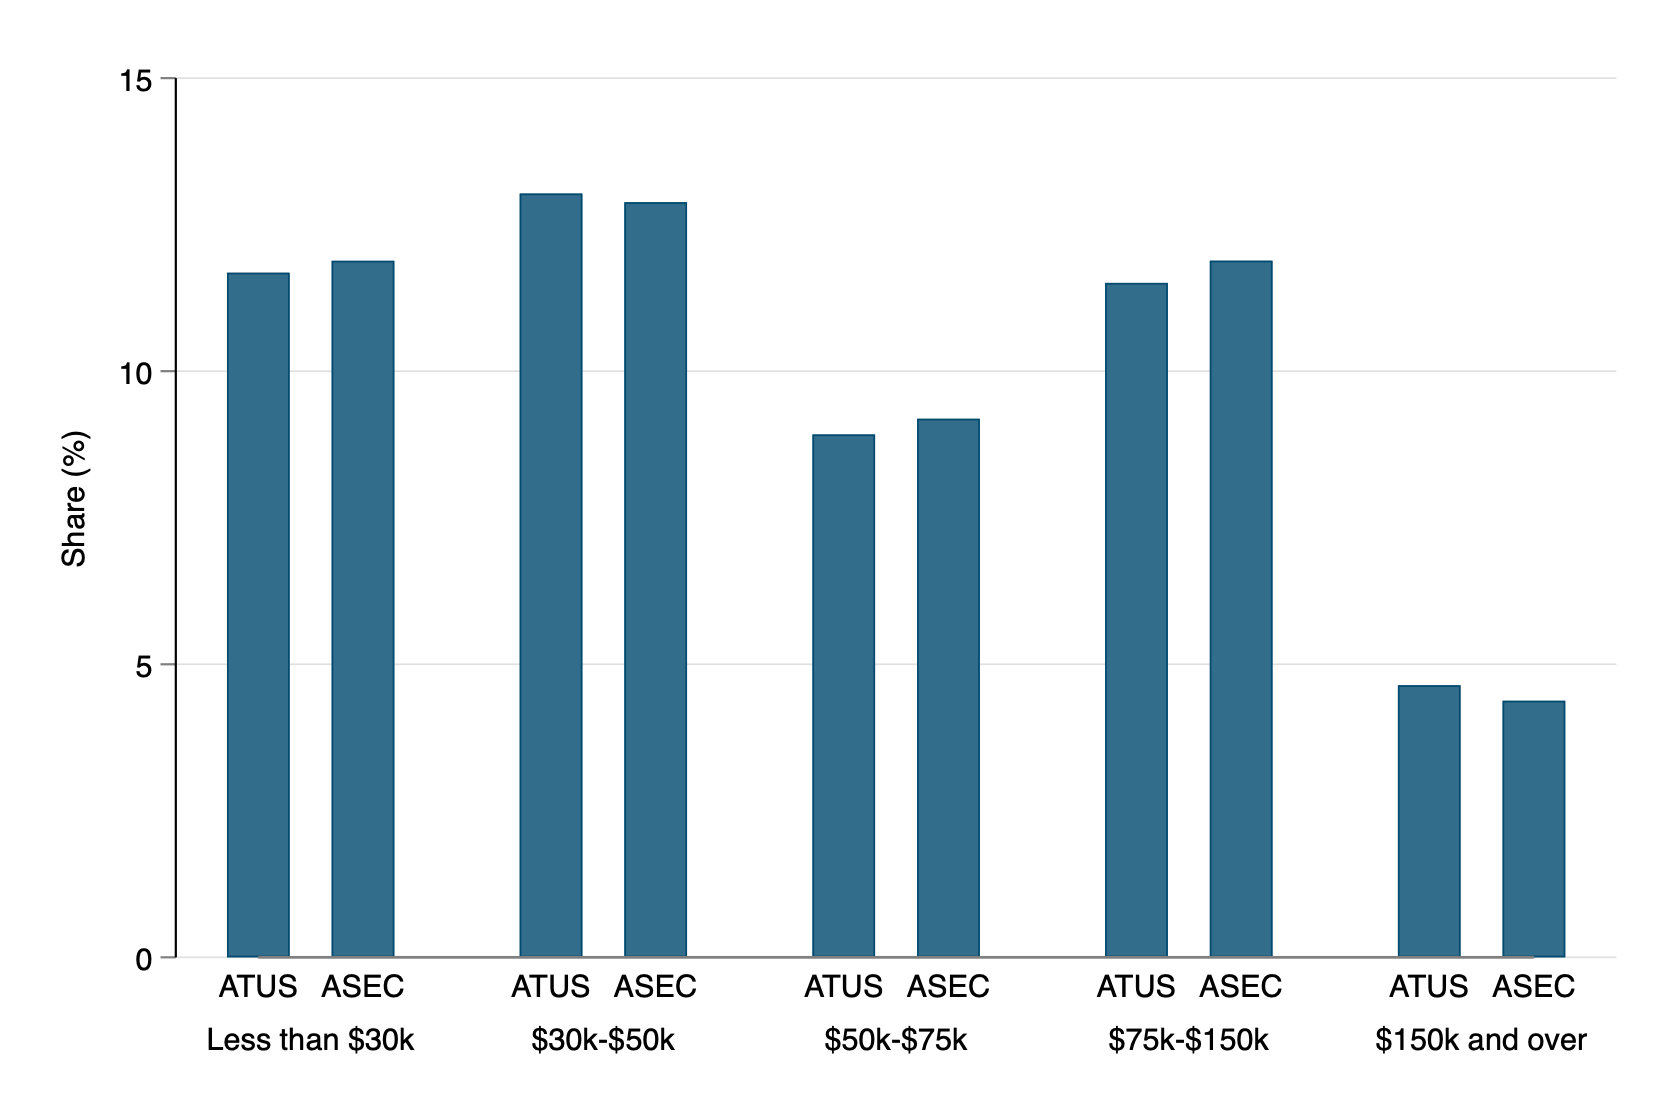 Share (%)
15
10
5
0
ATUS ASEC ATUS ASEC ATUS ASEC ATUS ASEC ATUS ASEC
Less than $30k $30k-$50k $50k-$75k $75k-$150k $150k and over